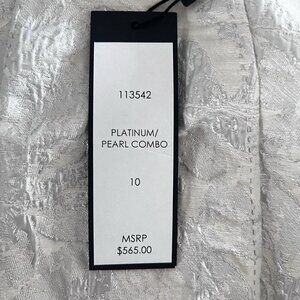 113542
PLATINUM/
PEARL COMBO
10
MSRP
$565.00